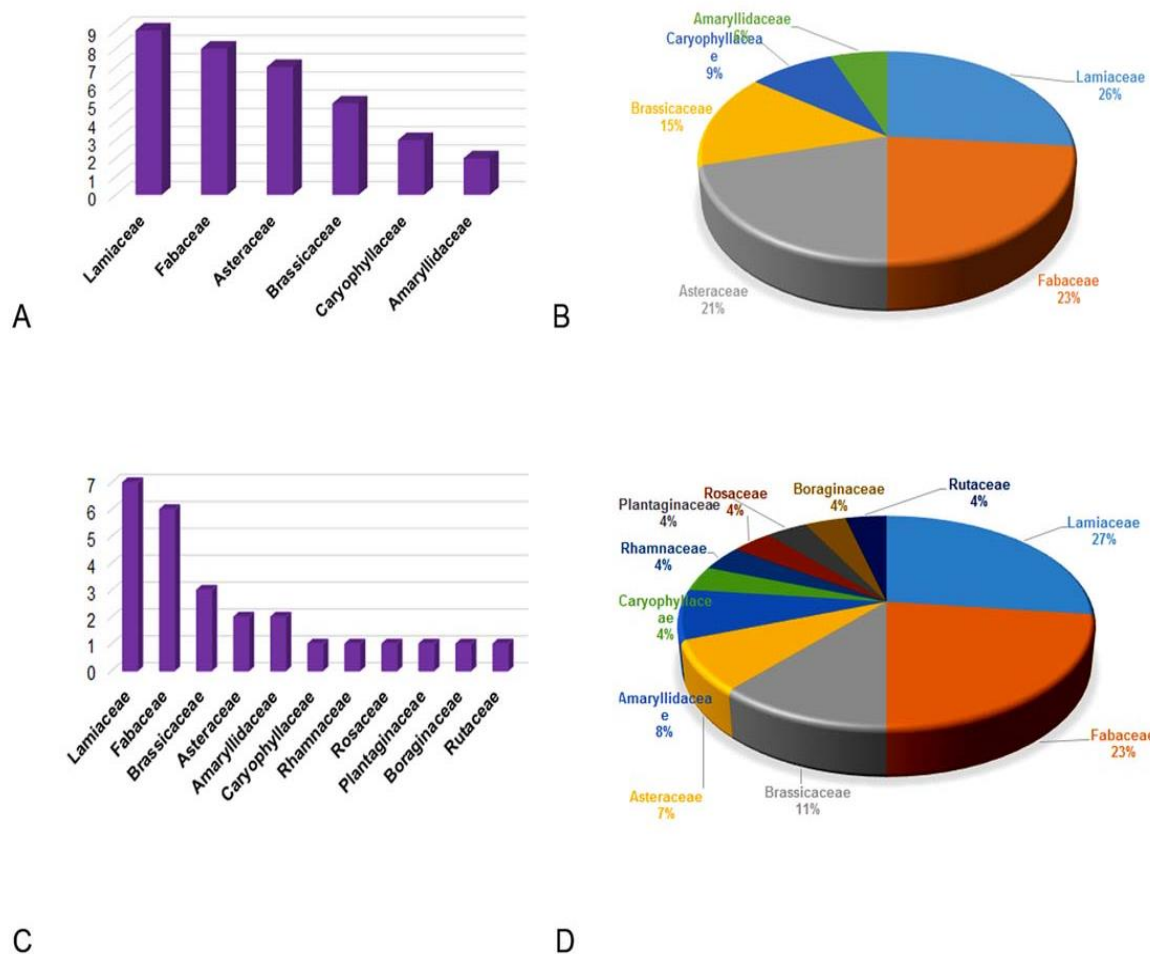 9
8
7
6
5
4
3
2
1
0
Lamiaceae
Fabaceae
Asteraceae
Brassicaceae
Caryophyllaceae
Amaryllidaceae
A
Amaryllidaceae
6%
Caryophyllacea
e
9%
Brassicaceae
15%
Lamiaceae
26%
Asteraceae
21%
Fabaceae
23%
B
7
6
5
4
3
2
1
0
Lamiaceae
Fabaceae
Brassicaceae
Asteraceae
Amaryllidaceae
Caryophyllaceae
Rhamnaceae
Rosaceae
Plantaginaceae
Boraginaceae
Rutaceae
C
Rutaceae
4%
Boraginaceae
4%
Rosaceae
4%
Plantaginaceae
4%
Rhamnaceae
4%
Caryophyllac
eae
4%
Amaryllidacea
e
8%
Asteraceae
7%
Brassicaceae
11%
Lamiaceae
27%
Fabaceae
23%
D